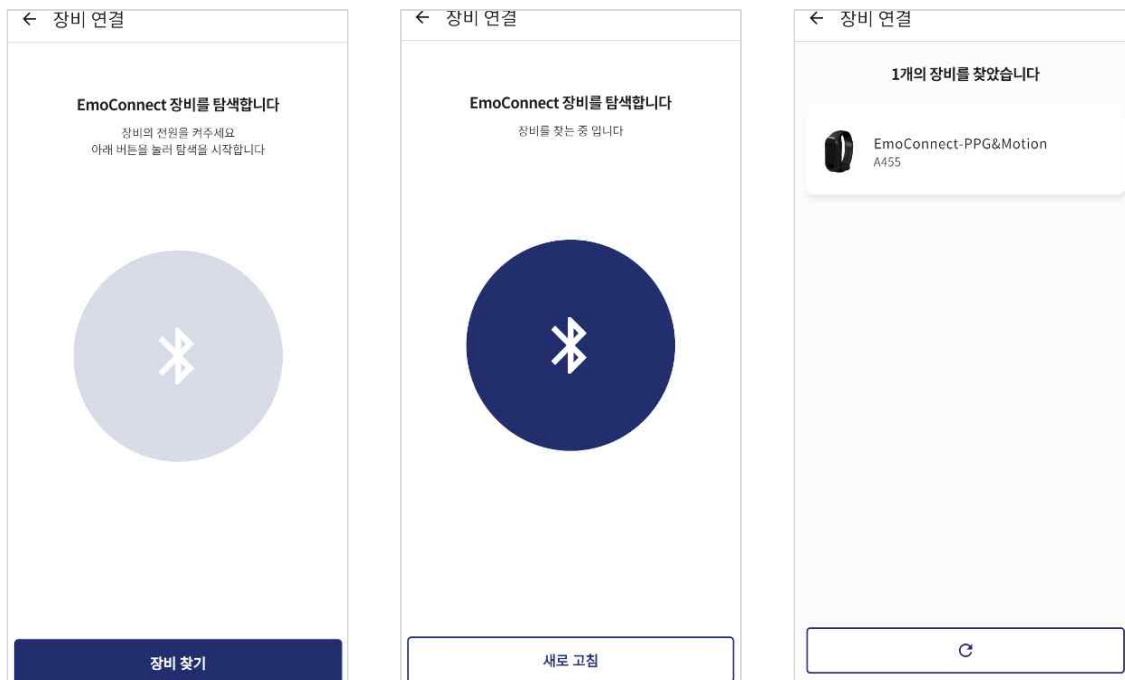 ← 장비 연결
EmoConnect 장비를 탐색합니다
장비의 전원을 켜주세요
아래 버튼을 눌러 탐색을 시작합니다
장비 찾기
← 장비 연결
EmoConnect 장비를 탐색합니다
장비를 찾는 중 입니다
새로 고침
← 장비 연결
1개의 장비를 찾았습니다
EmoConnect-PPG&Motion
A455